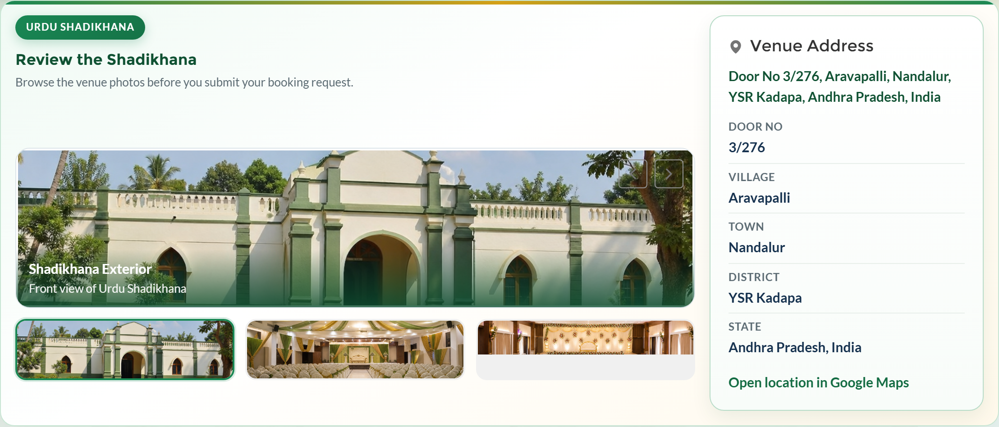 URDU SHADIKHANA
Review the Shadikhana
Browse the venue photos before you submit your booking request.
Shadikhana Exterior
Front view of Urdu Shadikhana
Venue Address
Door No 3/276, Aravapalli, Nandalur,
YSR Kadapa, Andhra Pradesh, India
DOOR NO
3/276
VILLAGE
Aravapalli
TOWN
Nandalur
DISTRICT
YSR Kadapa
STATE
Andhra Pradesh, India
Open location in Google Maps